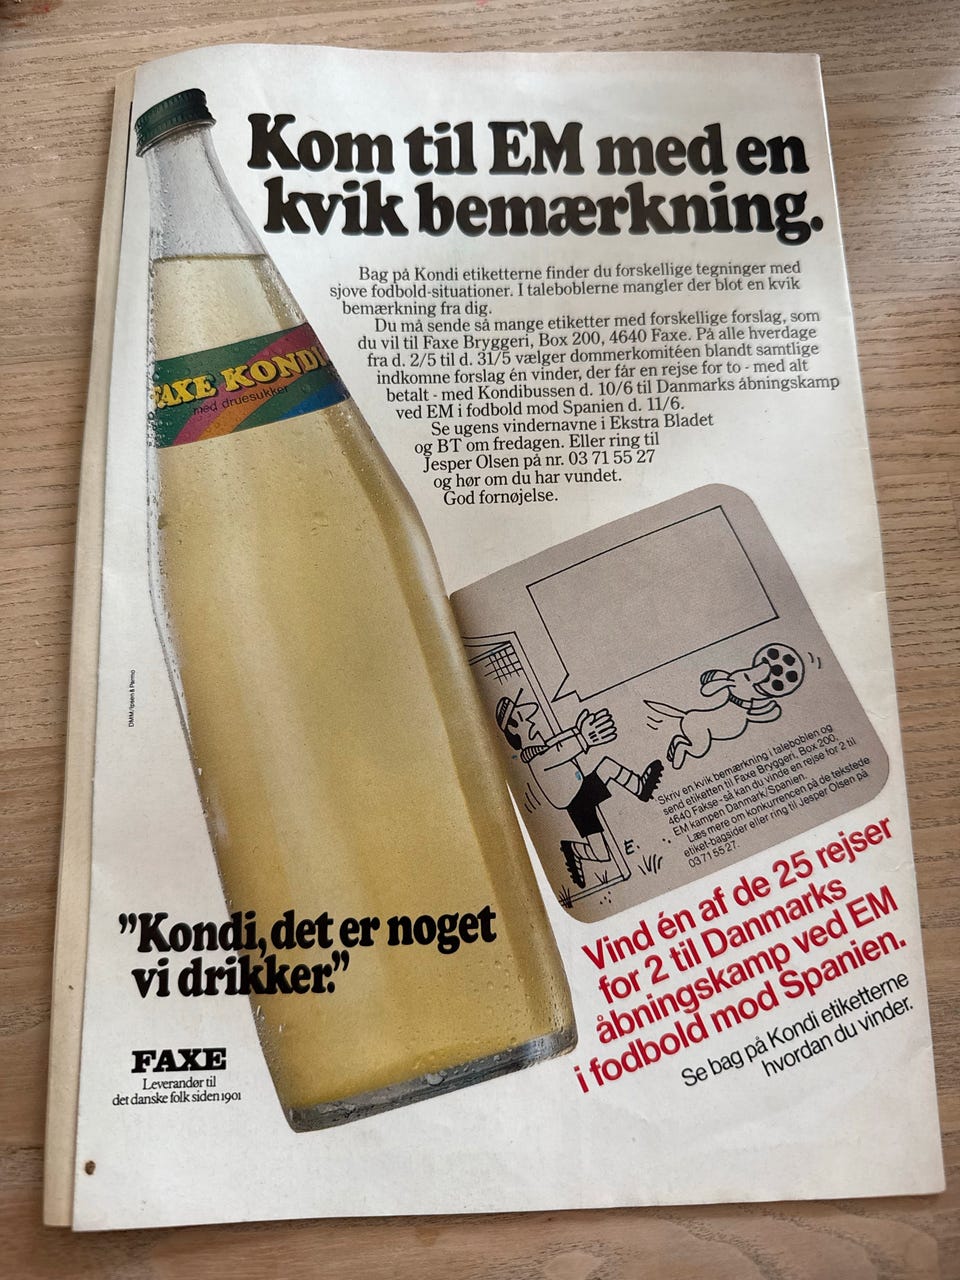 Kom til EM med en
kvik bemærkning.
Bag på Kondi etiketterne finder du forskellige tegninger med
sjove fodbold-situationer. I taleboblerne mangler der blot en kvik
bemærkning fra dig.
Du må sende så mange etiketter med forskellige forslag, som
du vil til Faxe Bryggeri, Box 200, 4640 Faxe. På alle hverdage
fra d. 2/5 til d. 31/5 vælger dommerkomitéen blandt samtlige
indkomne forslag én vinder, der får en rejse for to - med alt
betalt - med Kondibussen d. 10/6 til Danmarks åbningskamp
ved EM i fodbold mod Spanien d. 11/6.
Se ugens vindernavne i Ekstra Bladet
og BT om fredagen. Eller ring til
Jesper Olsen på nr. 03 71 55 27
og hør om du har vundet.
God fornøjelse.
FAXE KONDI
med druesukker
DMM/Ipsen & Parmo
Skriv en kvik bemærkning i taleboblen og
send etiketten til Faxe Bryggeri, Box 200,
4640 Fakse - så kan du vinde en rejse for 2 til
EM kampen Danmark/Spanien.
Læs mere om konkurrencen på de tekstede
etiket-bagsider eller ring til Jesper Olsen på
03 71 55 27.
E.
Vind én af de 25 rejser
for 2 til Danmarks
åbningskamp ved EM
i fodbold mod Spanien.
Se bag på Kondi etiketterne
hvordan du vinder.
"Kondi, det er noget
vi drikker."
FAXE
Leverandør til
det danske folk siden 1901